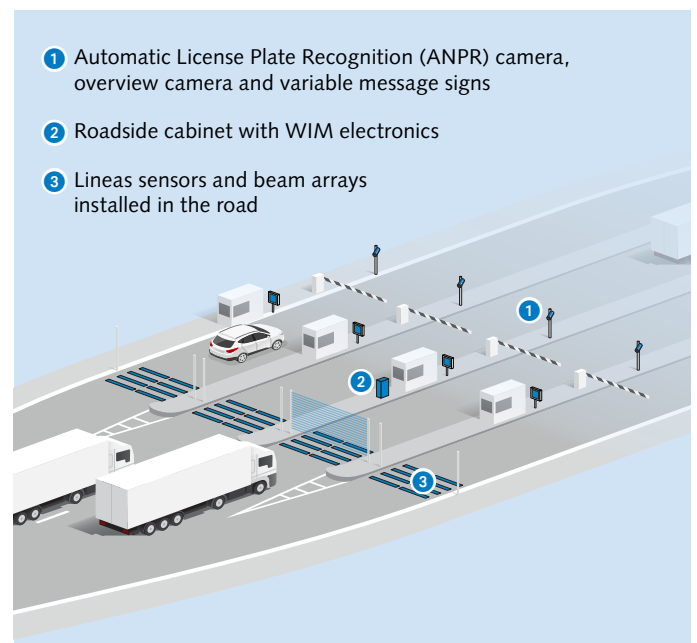 1 Automatic License Plate Recognition (ANPR) camera,
overview camera and variable message signs
2 Roadside cabinet with WIM electronics
3 Lineas sensors and beam arrays
installed in the road
1
2
3